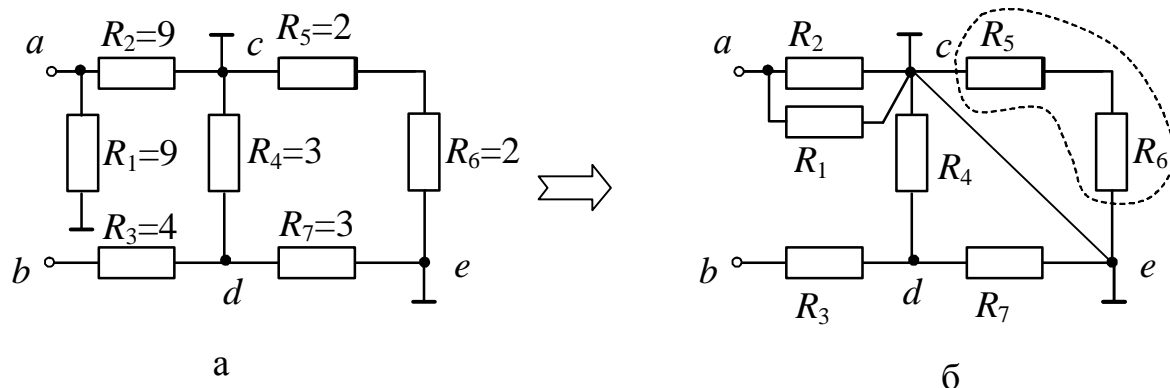 a
R2=9
c
R5=2
R1=9
R4=3
R6=2
R3=4
R7=3
b
d
e
а
a
R2
c
R5
R1
R4
R6
b
R3
d
R7
e
б